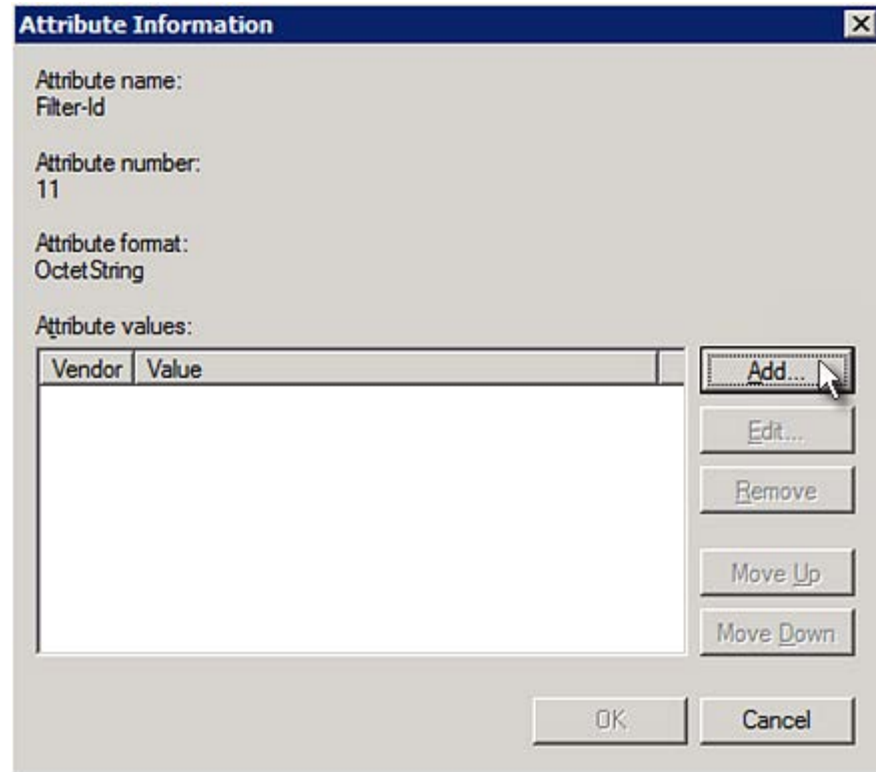 Attribute Information
Attribute name:
Filter-Id
Attribute number:
11
Attribute format:
OctetString
Attribute values:
Vendor Value
Add...
Edit...
Remove
Move Up
Move Down
OK Cancel